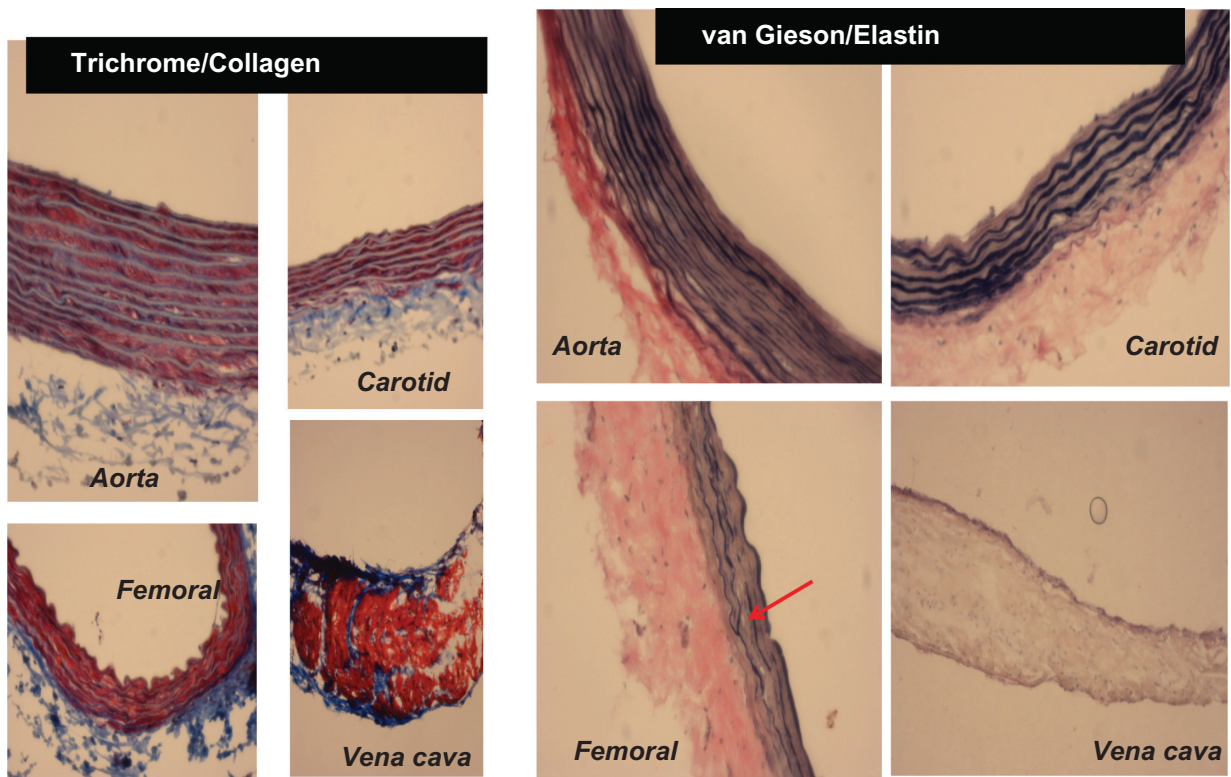 Trichrome/Collagen
Aorta
Carotid
Femoral
Vena cava
van Gieson/Elastin
Aorta
Carotid
Femoral
Vena cava